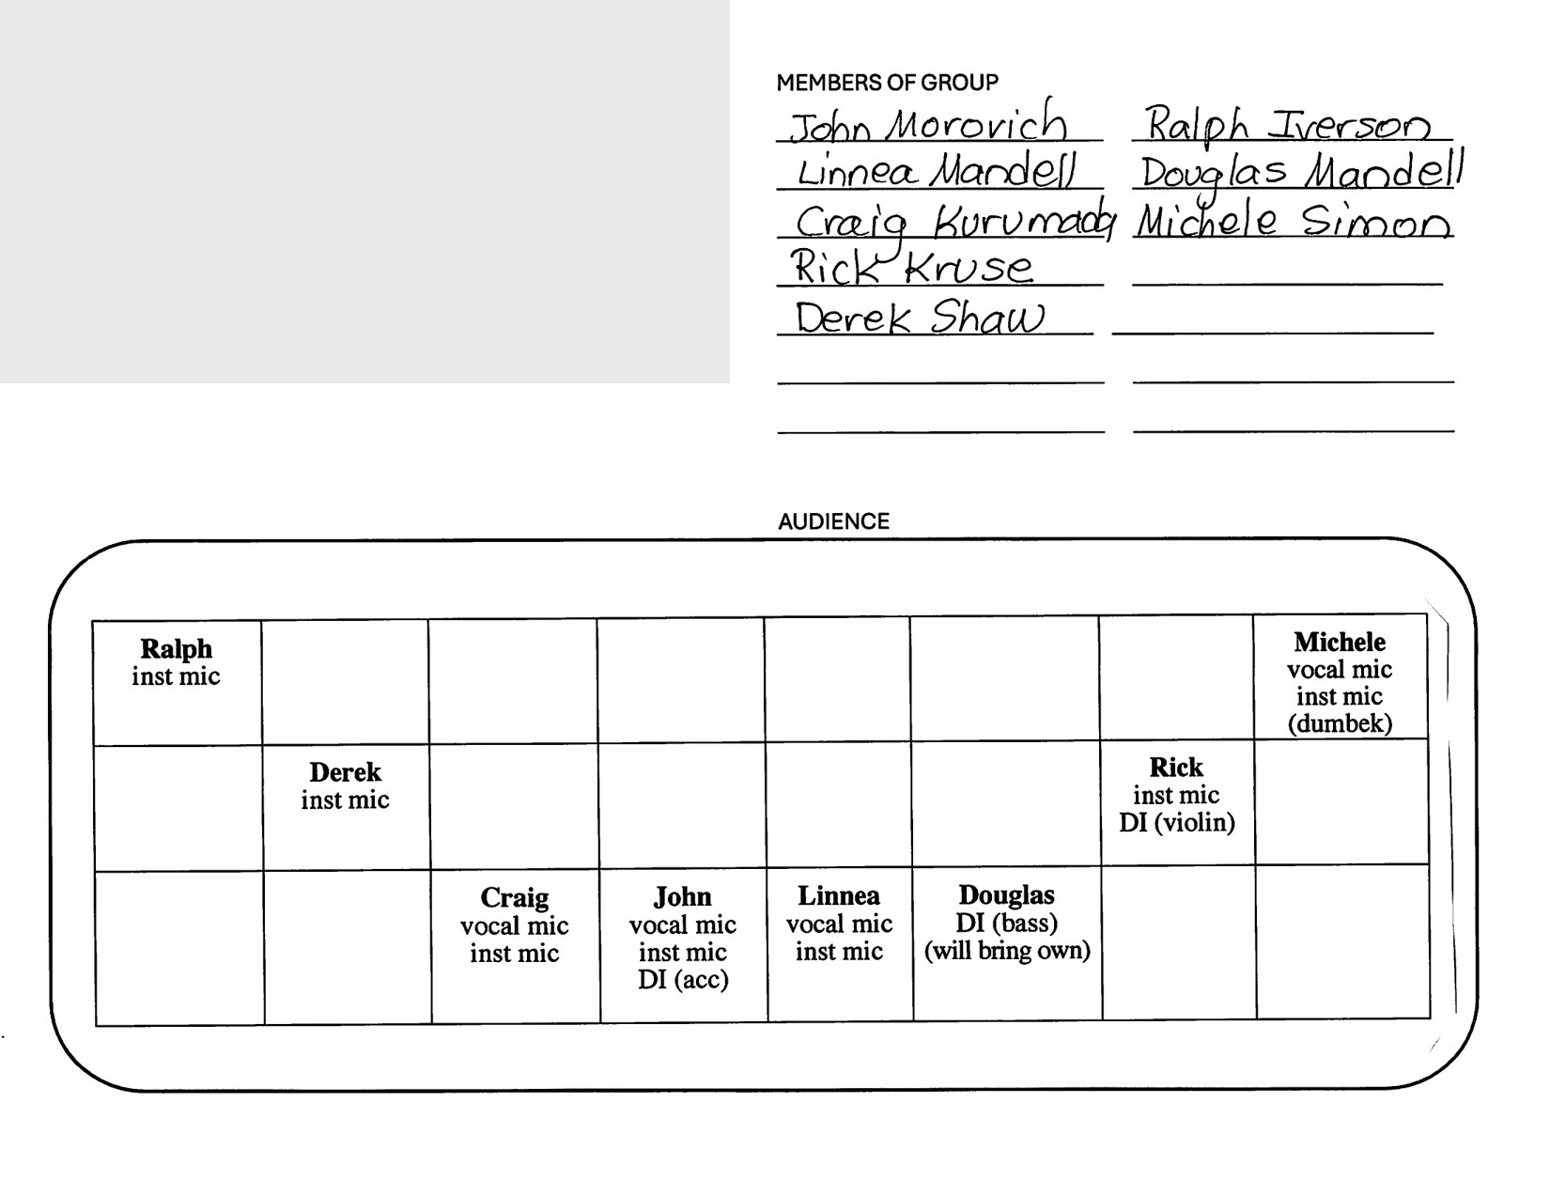 MEMBERS OF GROUP
John Morovich Ralph Iverson
Linnea Mandell Douglas Mandell
Craig Kurumady Michele Simon
Rick Kruse
Derek Shaw
AUDIENCE
Ralph
inst mic
Michele
vocal mic
inst mic
(dumbek)
Derek
inst mic
Rick
inst mic
DI (violin)
Craig
vocal mic
inst mic
John
vocal mic
inst mic
DI (acc)
Linnea
vocal mic
inst mic
Douglas
DI (bass)
(will bring own)